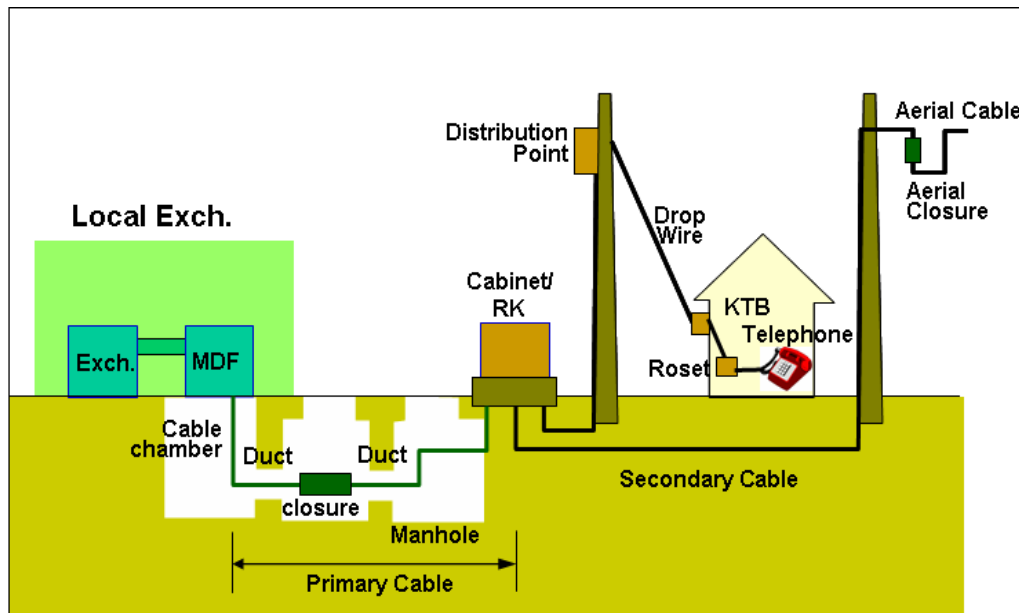 Aerial Cable
Distribution
Point
Aerial
Closure
Local Exch.
Drop
Wire
Cabinet/
RK
KTB
Telephone
Exch.
MDF
Roset
Cable
chamber
Duct
Duct
Secondary Cable
closure
Manhole
Primary Cable